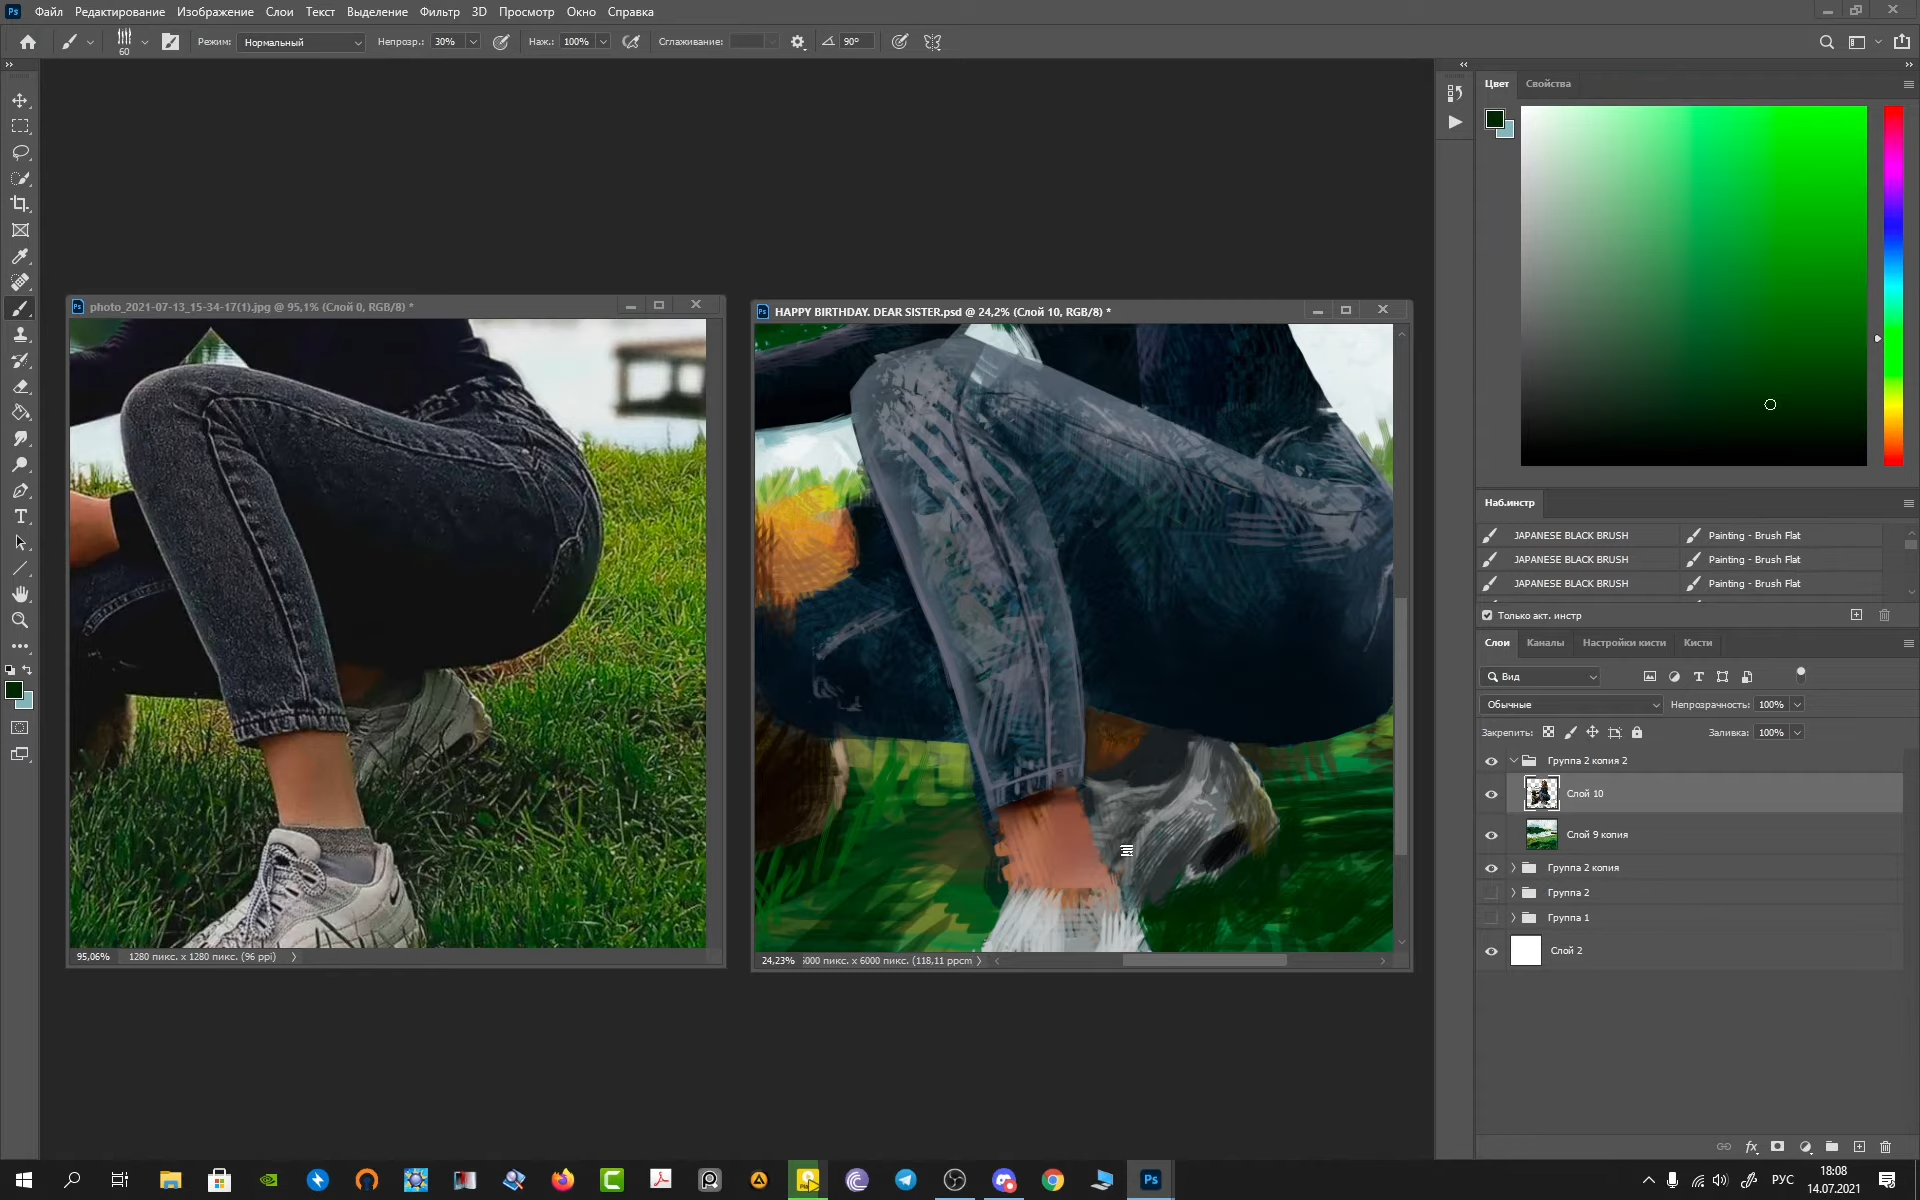 Файл Редактирование Изображение Слои Текст Выделение Фильтр 3D Просмотр Окно Справка
60 Режим: Нормальный Непрозр.: 30% Наж.: 100% Сглаживание: 90°
Цвет Свойства
photo_2021-07-13_15-34-17(1).jpg @ 95,1% (Слой 0, RGB/8) *
HAPPY BIRTHDAY. DEAR SISTER.psd @ 24,2% (Слой 10, RGB/8) *
Наб.инстр
JAPANESE BLACK BRUSH Painting - Brush Flat
JAPANESE BLACK BRUSH Painting - Brush Flat
JAPANESE BLACK BRUSH Painting - Brush Flat
Только акт. инстр
Слои Каналы Настройки кисти Кисти
Вид
Обычные Непрозрачность: 100%
Закрепить: Заливка: 100%
Группа 2 копия 2
Слой 10
Слой 9 копия
Группа 2 копия
Группа 2
Группа 1
Слой 2
95,06% 1280 пикс. x 1280 пикс. (96 ppi)
24,23% 5000 пикс. x 6000 пикс. (118,11 ppcm)
Ps
РУС
18:08
14.07.2021